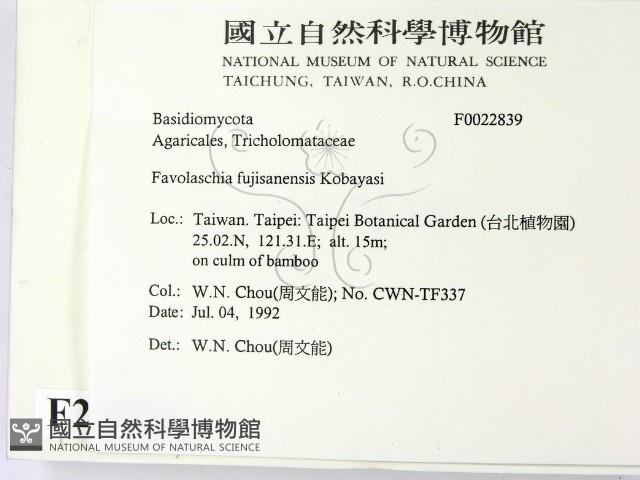 國立自然科學博物館
NATIONAL MUSEUM OF NATURAL SCIENCE
TAICHUNG, TAIWAN, R.O.CHINA
Basidiomycota F0022839
Agaricales, Tricholomataceae
Favolaschia fujisanensis Kobayasi
Loc.: Taiwan. Taipei: Taipei Botanical Garden (台北植物園)
25.02.N, 121.31.E; alt. 15m;
on culm of bamboo
Col.: W.N. Chou(周文能); No. CWN-TF337
Date: Jul. 04, 1992
Det.: W.N. Chou(周文能)
F2
國立自然科學博物館
NATIONAL MUSEUM OF NATURAL SCIENCE